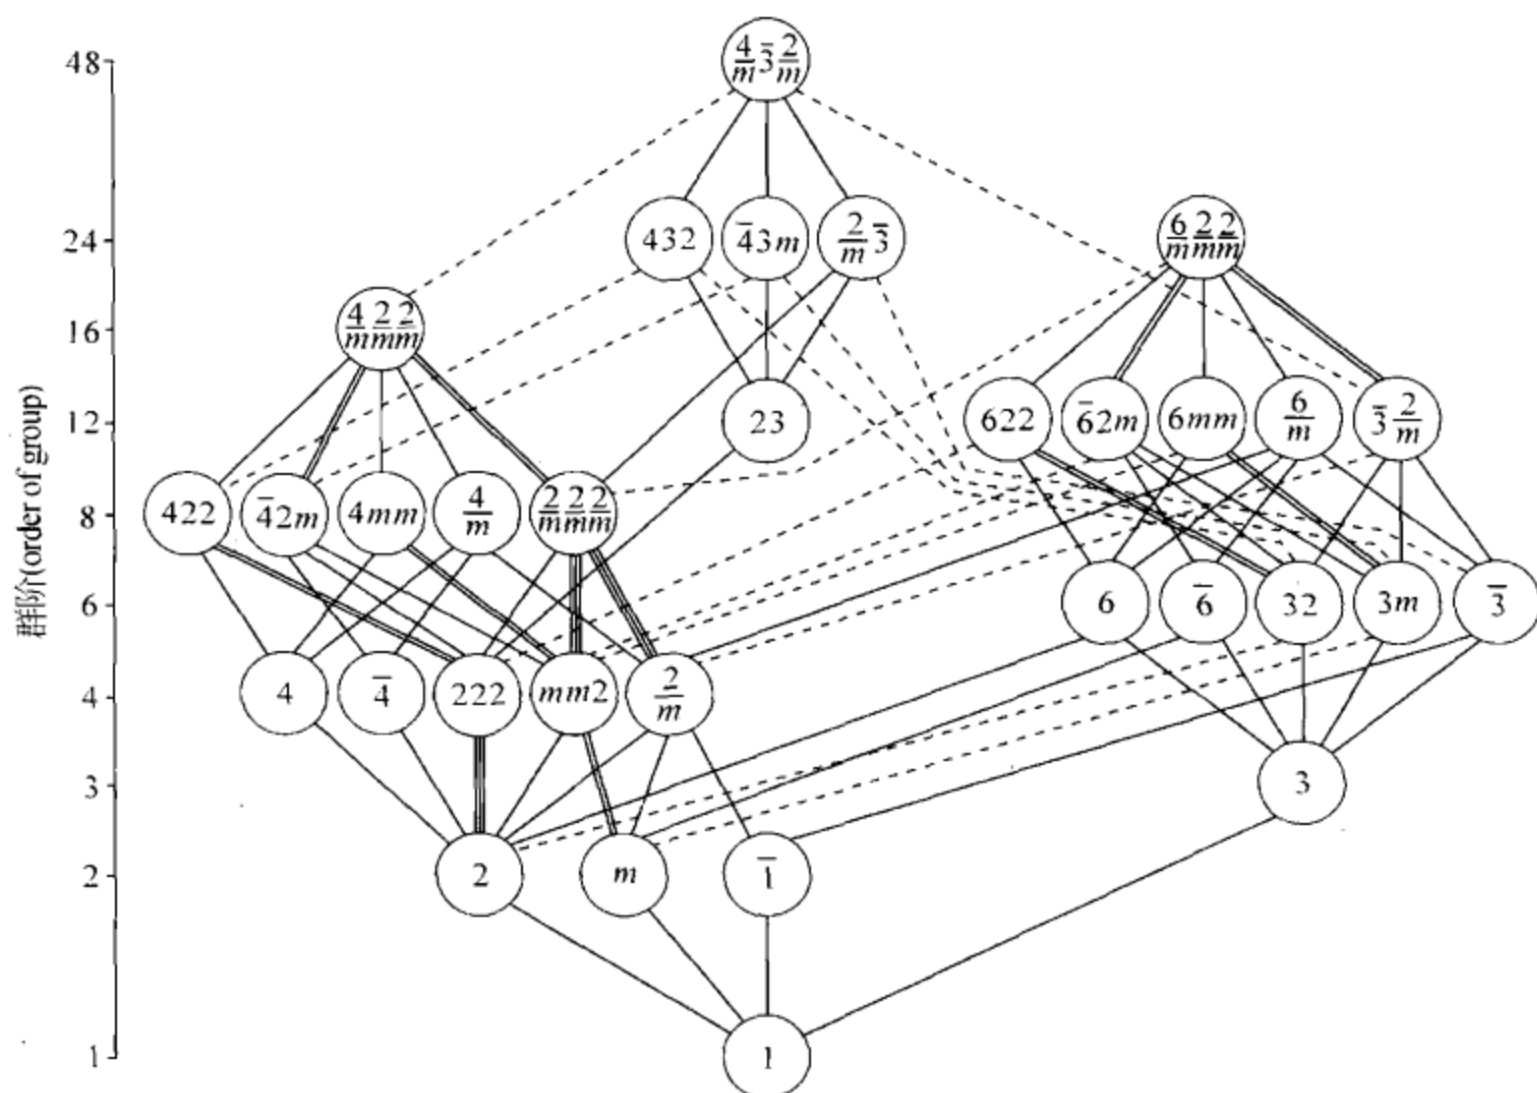 48
4/m 3̄ 2/m
24
432
4̄3m
2/m 3̄
6/m 2/m 2/m
16
4/m 2/m 2/m
12
23
622
6̄2m
6mm
6/m
3̄ 2/m
8
422
4̄2m
4mm
4/m
2/m 2/m 2/m
群阶(order of group)
6
6
6̄
32
3m
3̄
4
4
4̄
222
mm2
2/m
3
3
2
2
m
1̄
1
1